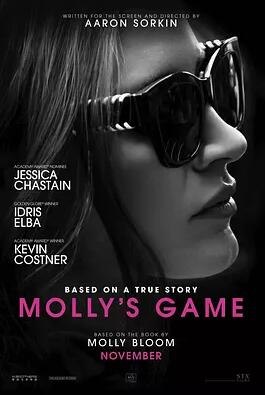 WRITTEN FOR THE SCREEN AND DIRECTED BY
AARON SORKIN
ACADEMY AWARD® NOMINEE
JESSICA
CHASTAIN
GOLDEN GLOBE® WINNER
IDRIS
ELBA
ACADEMY AWARD® WINNER
KEVIN
COSTNER
BASED ON A TRUE STORY
MOLLY'S GAME
BASED ON THE BOOK BY
MOLLY BLOOM
NOVEMBER
STX